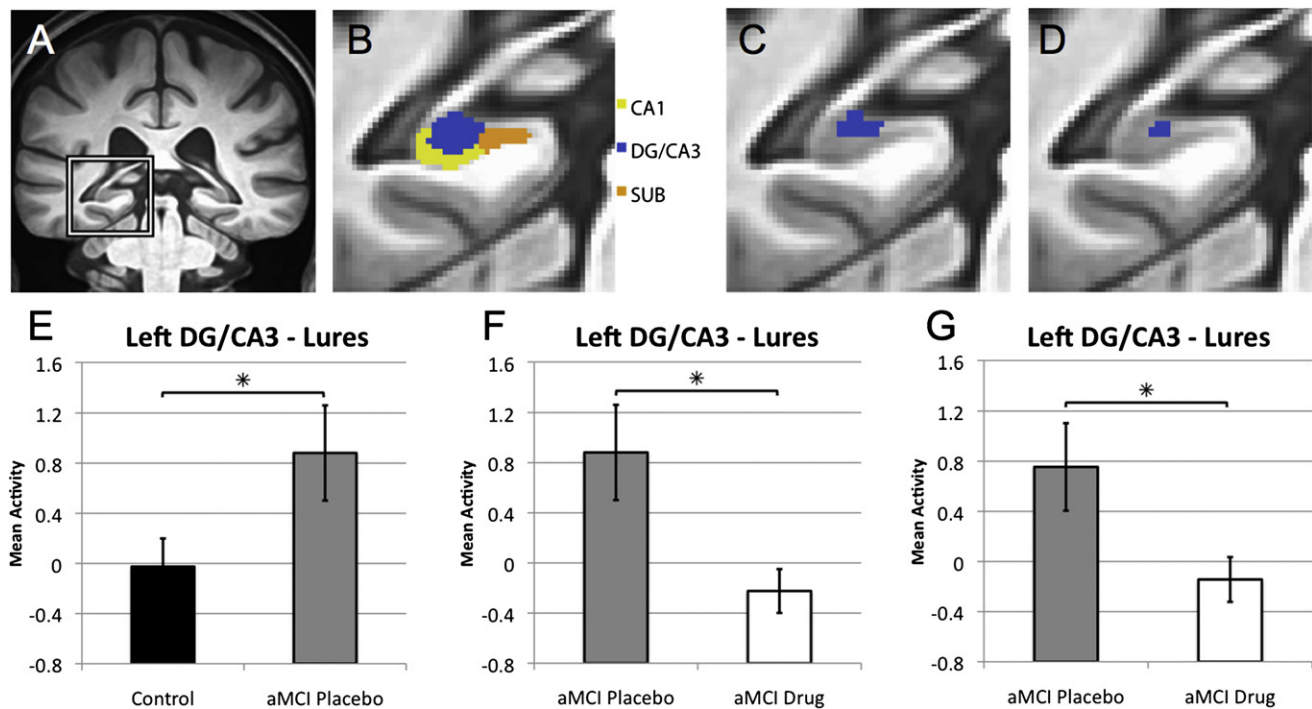 A
B
CA1
DG/CA3
SUB
C
D
E
Left DG/CA3 - Lures
Mean Activity
1.6
1.2
0.8
0.4
0
-0.4
-0.8
*
Control
aMCI Placebo
F
Left DG/CA3 - Lures
Mean Activity
1.6
1.2
0.8
0.4
0
-0.4
-0.8
*
aMCI Placebo
aMCI Drug
G
Left DG/CA3 - Lures
Mean Activity
1.6
1.2
0.8
0.4
0
-0.4
-0.8
*
aMCI Placebo
aMCI Drug